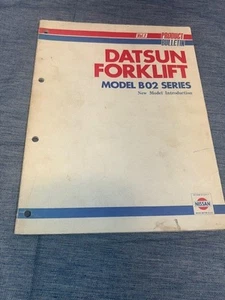 PRODUCT
BULLETIN
DATSUN
FORKLIFT
MODEL B02 SERIES
New Model Introduction
NISSAN